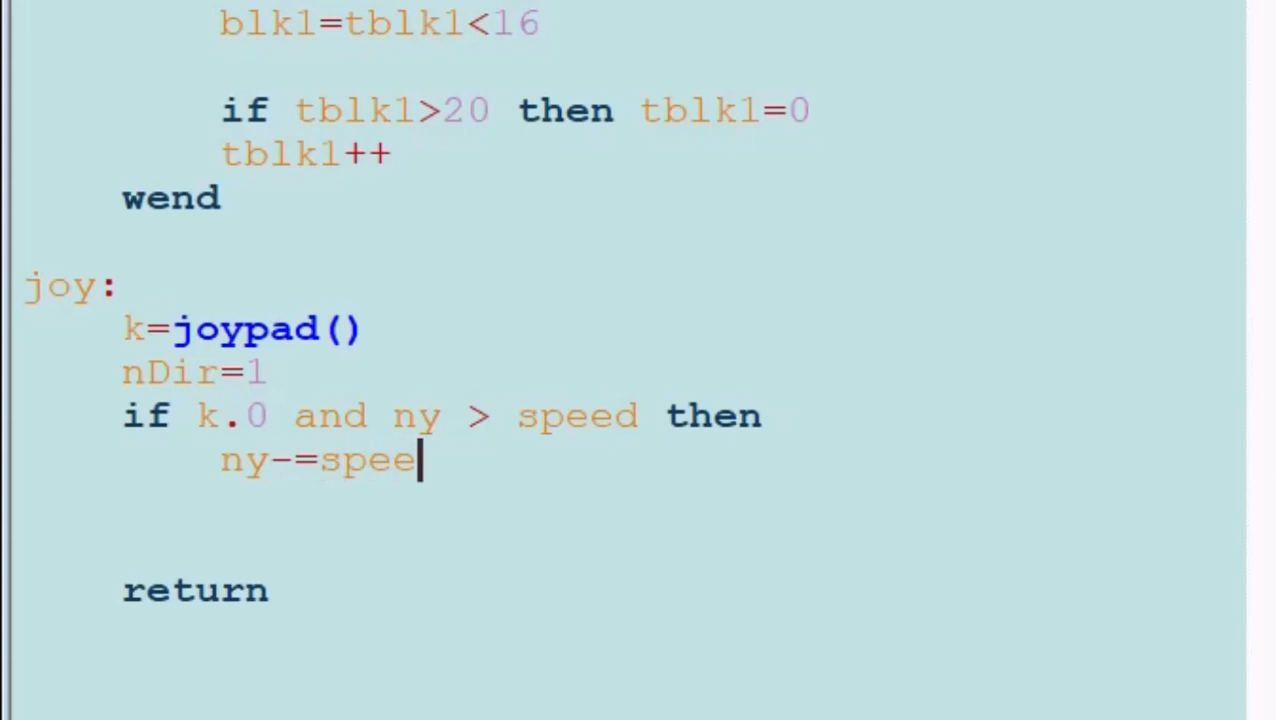 blk1=tblk1<16
if tblk1>20 then tblk1=0
tblk1++
wend
joy:
k=joypad()
nDir=1
if k.0 and ny > speed then
ny-=spee
return